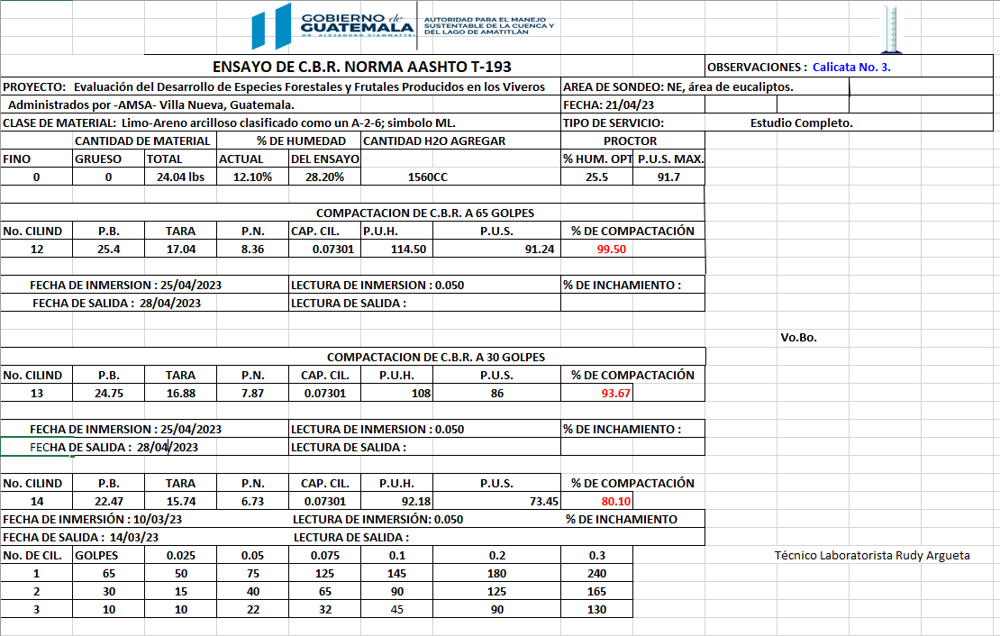 GOBIERNO de
GUATEMALA
DR. ALEJANDRO GIAMMATTEI
AUTORIDAD PARA EL MANEJO
SUSTENTABLE DE LA CUENCA Y
DEL LAGO DE AMATITLÁN
ENSAYO DE C.B.R. NORMA AASHTO T-193 OBSERVACIONES : Calicata No. 3.
PROYECTO: Evaluación del Desarrollo de Especies Forestales y Frutales Producidos en los Viveros AREA DE SONDEO: NE, área de eucaliptos.
Administrados por -AMSA- Villa Nueva, Guatemala. FECHA: 21/04/23
CLASE DE MATERIAL: Limo-Areno arcilloso clasificado como un A-2-6; simbolo ML. TIPO DE SERVICIO: Estudio Completo.
CANTIDAD DE MATERIAL % DE HUMEDAD CANTIDAD H2O AGREGAR PROCTOR
FINO GRUESO TOTAL ACTUAL DEL ENSAYO % HUM. OPT P.U.S. MAX.
0 0 24.04 lbs 12.10% 28.20% 1560CC 25.5 91.7
COMPACTACION DE C.B.R. A 65 GOLPES
No. CILIND P.B. TARA P.N. CAP. CIL. P.U.H. P.U.S. % DE COMPACTACIÓN
12 25.4 17.04 8.36 0.07301 114.50 91.24 99.50
FECHA DE INMERSION : 25/04/2023 LECTURA DE INMERSION : 0.050 % DE INCHAMIENTO :
FECHA DE SALIDA : 28/04/2023 LECTURA DE SALIDA :
Vo.Bo.
COMPACTACION DE C.B.R. A 30 GOLPES
No. CILIND P.B. TARA P.N. CAP. CIL. P.U.H. P.U.S. % DE COMPACTACIÓN
13 24.75 16.88 7.87 0.07301 108 86 93.67
FECHA DE INMERSION : 25/04/2023 LECTURA DE INMERSION : 0.050 % DE INCHAMIENTO :
FECHA DE SALIDA : 28/04/2023 LECTURA DE SALIDA :
No. CILIND P.B. TARA P.N. CAP. CIL. P.U.H. P.U.S. % DE COMPACTACIÓN
14 22.47 15.74 6.73 0.07301 92.18 73.45 80.10
FECHA DE INMERSIÓN : 10/03/23 LECTURA DE INMERSIÓN: 0.050 % DE INCHAMIENTO
FECHA DE SALIDA : 14/03/23 LECTURA DE SALIDA :
No. DE CIL. GOLPES 0.025 0.05 0.075 0.1 0.2 0.3 Técnico Laboratorista Rudy Argueta
1 65 50 75 125 145 180 240
2 30 15 40 65 90 125 165
3 10 10 22 32 45 90 130